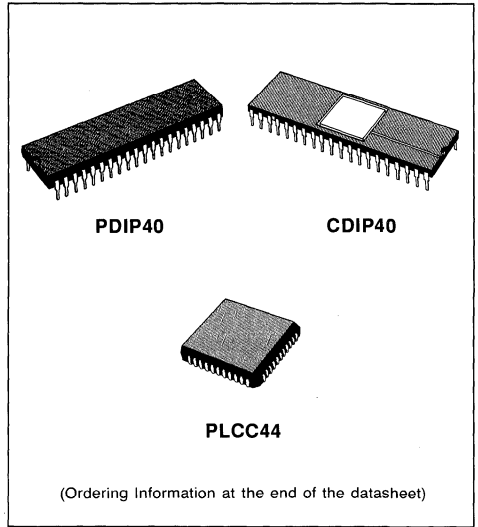 PDIP40
CDIP40
PLCC44
(Ordering Information at the end of the datasheet)